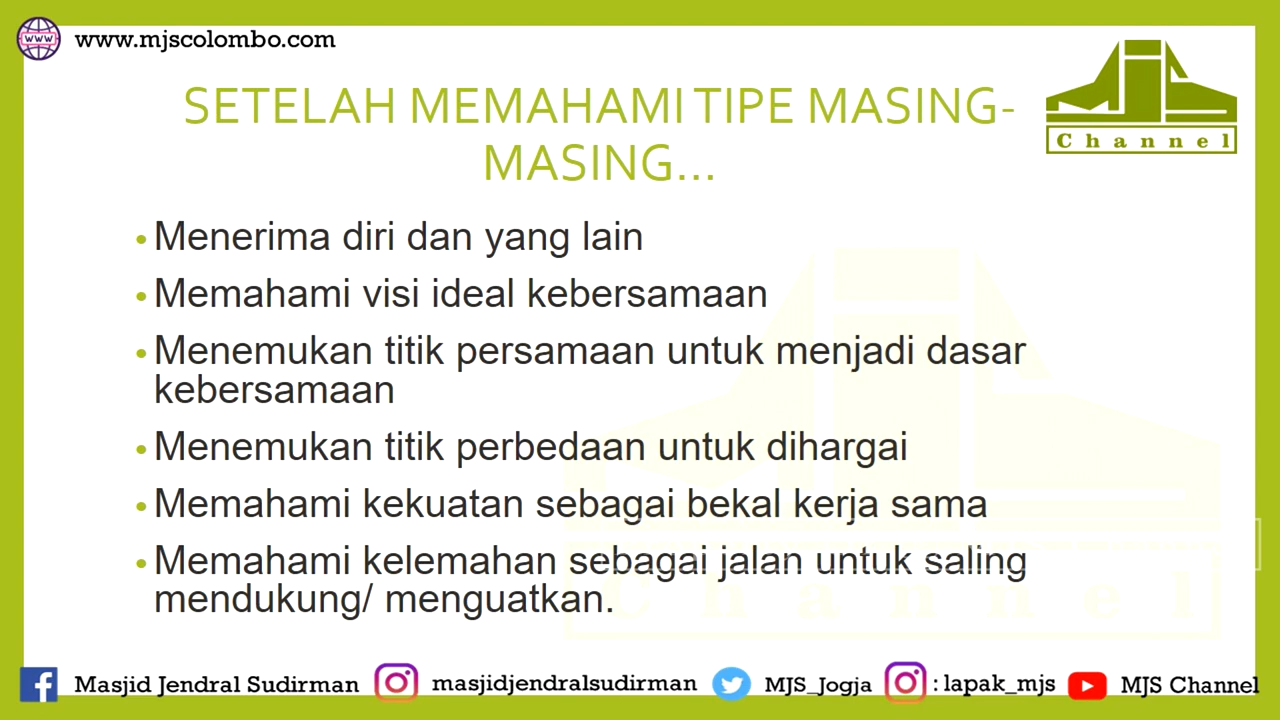 www.mjscolombo.com
SETELAH MEMAHAMI TIPE MASING-
MASING...
MJS
Channel
• Menerima diri dan yang lain
• Memahami visi ideal kebersamaan
• Menemukan titik persamaan untuk menjadi dasar
kebersamaan
• Menemukan titik perbedaan untuk dihargai
• Memahami kekuatan sebagai bekal kerja sama
• Memahami kelemahan sebagai jalan untuk saling
mendukung/ menguatkan.
Channel
Masjid Jendral Sudirman masjidjendralsudirman MJS_Jogja : lapak_mjs MJS Channel